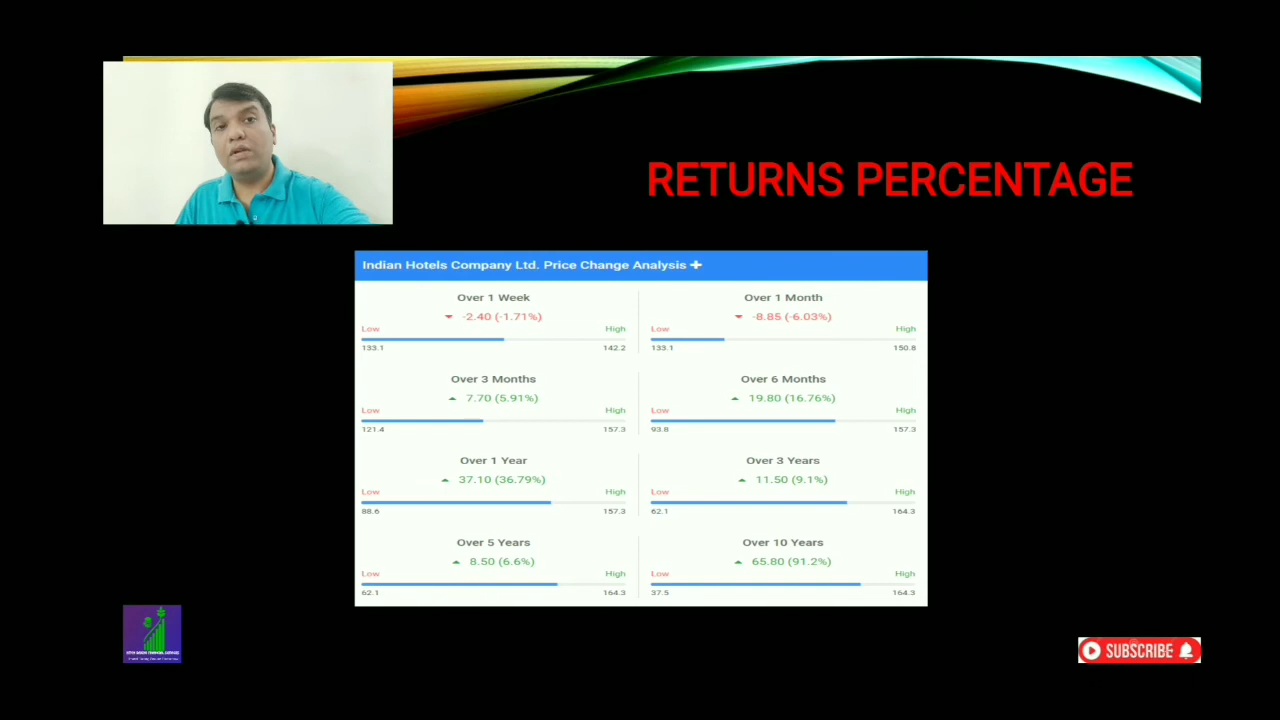 RETURNS PERCENTAGE
Indian Hotels Company Ltd. Price Change Analysis +
Over 1 Week
-2.40 (-1.71%)
Low High
133.1 142.2
Over 1 Month
-8.85 (-6.03%)
Low High
133.1 150.8
Over 3 Months
7.70 (5.91%)
Low High
121.4 157.3
Over 6 Months
19.80 (16.76%)
Low High
93.8 157.3
Over 1 Year
37.10 (36.79%)
Low High
88.6 157.3
Over 3 Years
11.50 (9.1%)
Low High
62.1 164.3
Over 5 Years
8.50 (6.6%)
Low High
62.1 164.3
Over 10 Years
65.80 (91.2%)
Low High
37.5 164.3
SUBSCRIBE